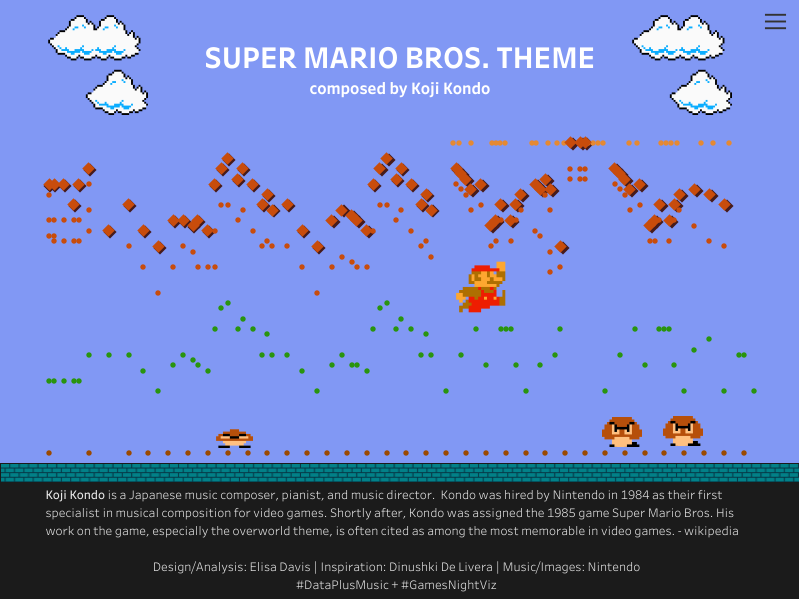 SUPER MARIO BROS. THEME
composed by Koji Kondo
Koji Kondo is a Japanese music composer, pianist, and music director.  Kondo was hired by Nintendo in 1984 as their first
specialist in musical composition for video games. Shortly after, Kondo was assigned the 1985 game Super Mario Bros. His
work on the game, especially the overworld theme, is often cited as among the most memorable in video games. - wikipedia
Design/Analysis: Elisa Davis | Inspiration: Dinushki De Livera | Music/Images: Nintendo
#DataPlusMusic + #GamesNightViz